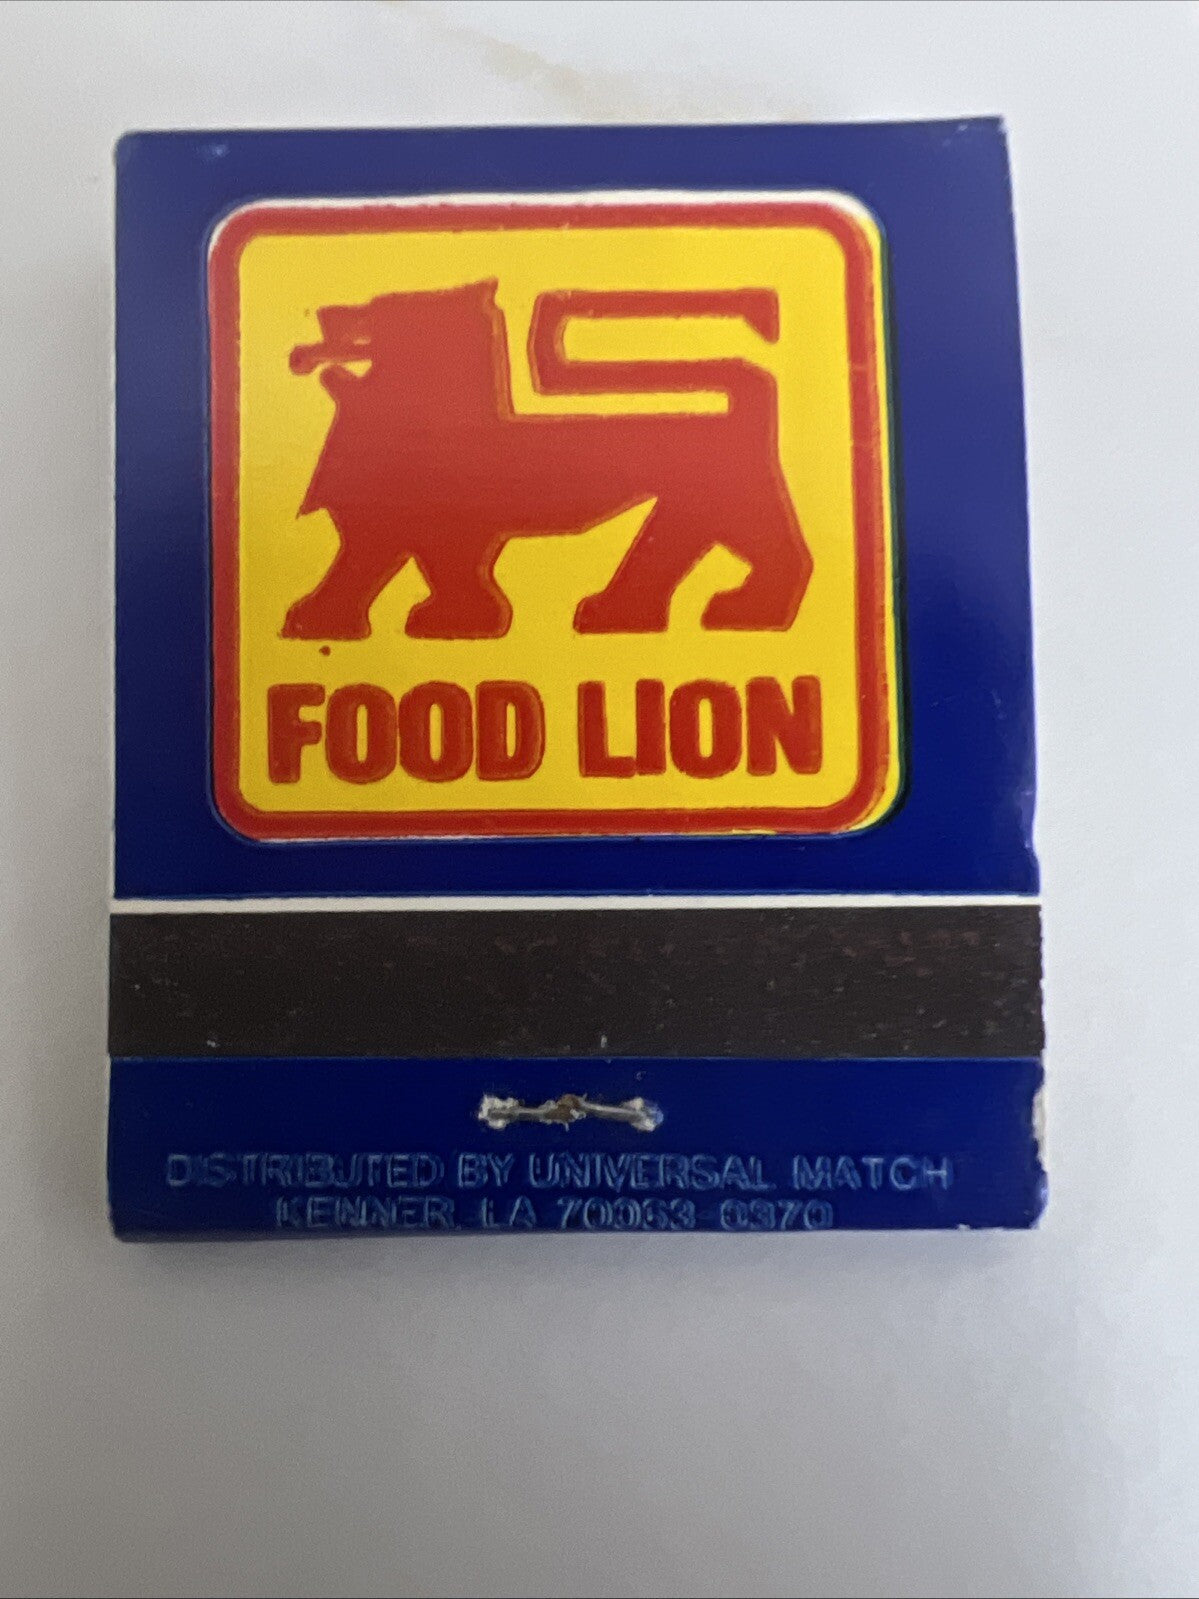 FOOD LION
DISTRIBUTED BY UNIVERSAL MATCH
KENNER, LA 70063-0370